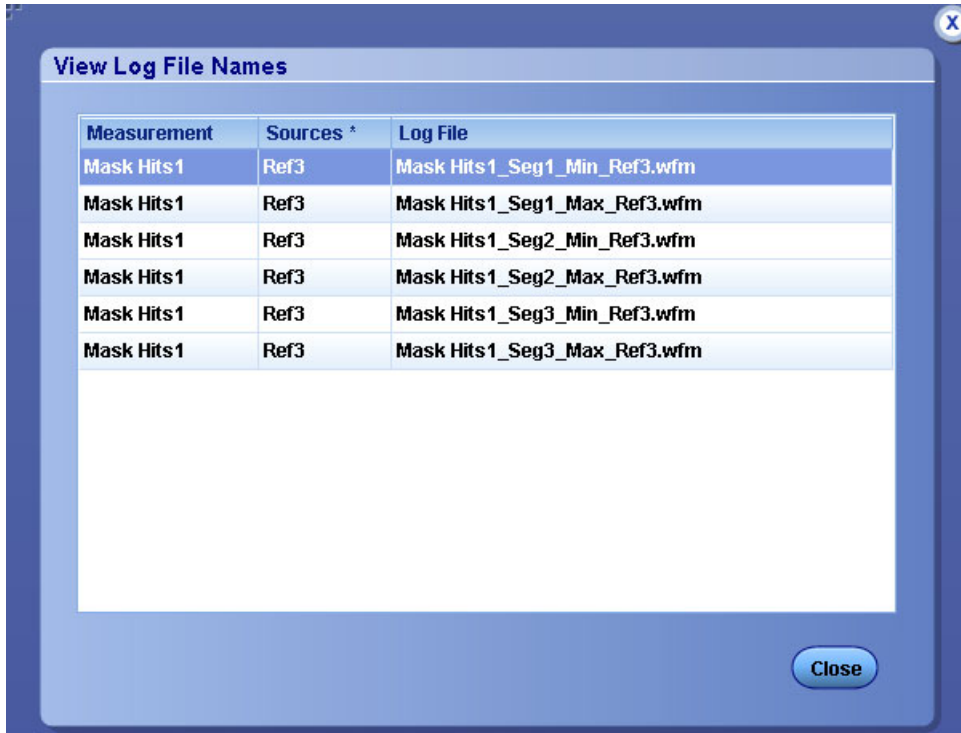 X
View Log File Names
Measurement Sources * Log File
Mask Hits1 Ref3 Mask Hits1_Seg1_Min_Ref3.wfm
Mask Hits1 Ref3 Mask Hits1_Seg1_Max_Ref3.wfm
Mask Hits1 Ref3 Mask Hits1_Seg2_Min_Ref3.wfm
Mask Hits1 Ref3 Mask Hits1_Seg2_Max_Ref3.wfm
Mask Hits1 Ref3 Mask Hits1_Seg3_Min_Ref3.wfm
Mask Hits1 Ref3 Mask Hits1_Seg3_Max_Ref3.wfm
Close